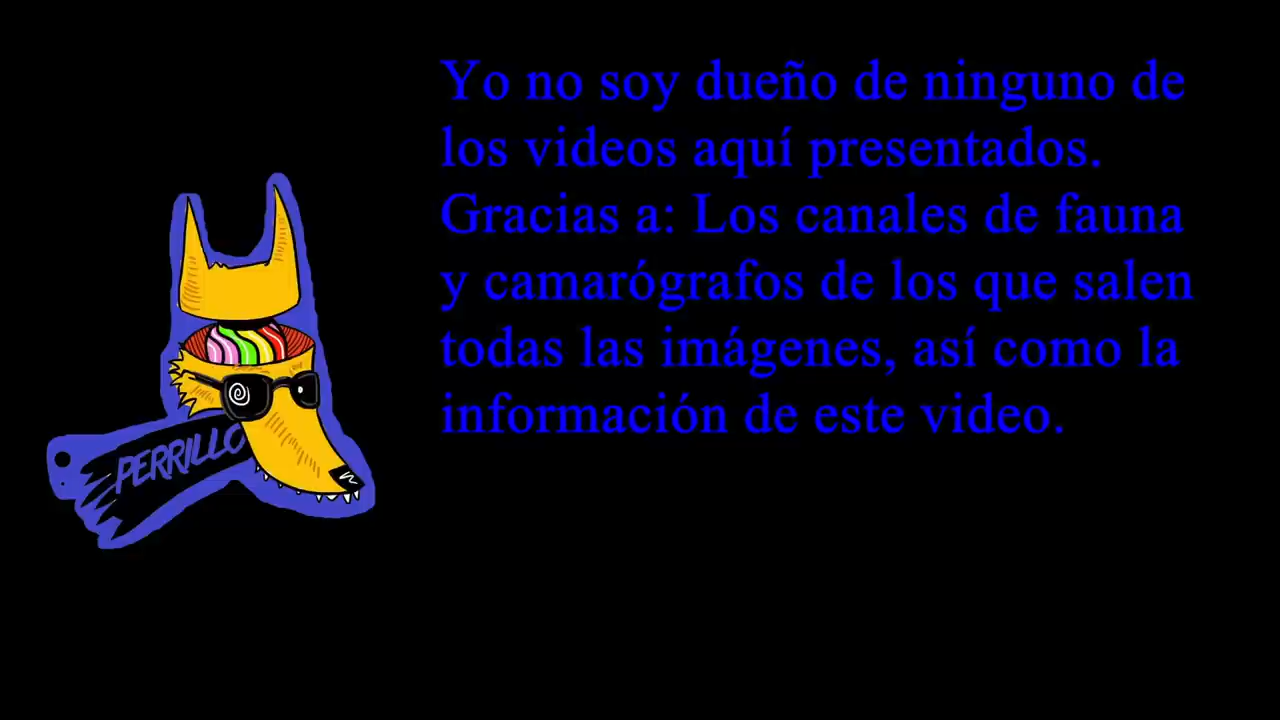 Yo no soy dueño de ninguno de
los videos aquí presentados.
Gracias a: Los canales de fauna
y camarógrafos de los que salen
todas las imágenes, así como la
información de este video.
PERRILLO